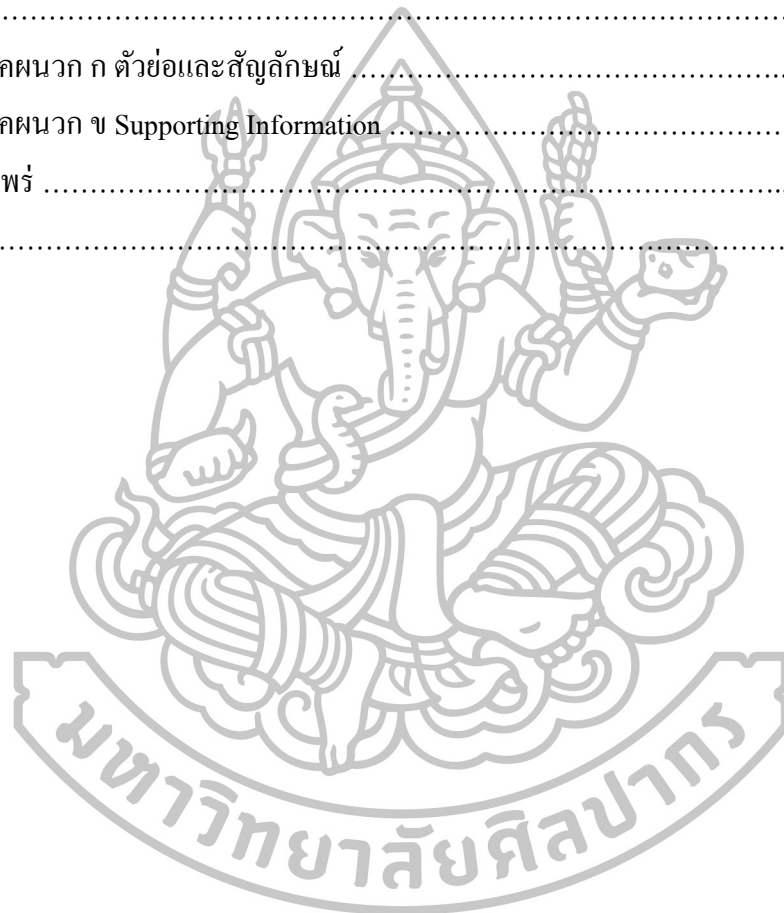 ................................................................................
คผนวก ก ตัวย่อและสัญลักษณ์ ................................................
คผนวก ข Supporting Information ..........................................
พร่ ................................................................................
................................................................................
มหาวิทยาลัยศิลปากร